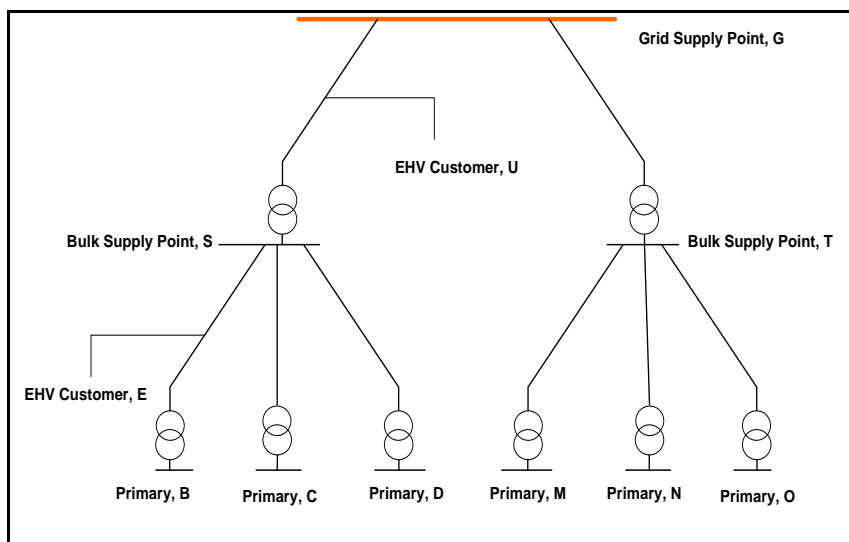 Grid Supply Point, G
EHV Customer, U
Bulk Supply Point, S
Bulk Supply Point, T
EHV Customer, E
Primary, B
Primary, C
Primary, D
Primary, M
Primary, N
Primary, O